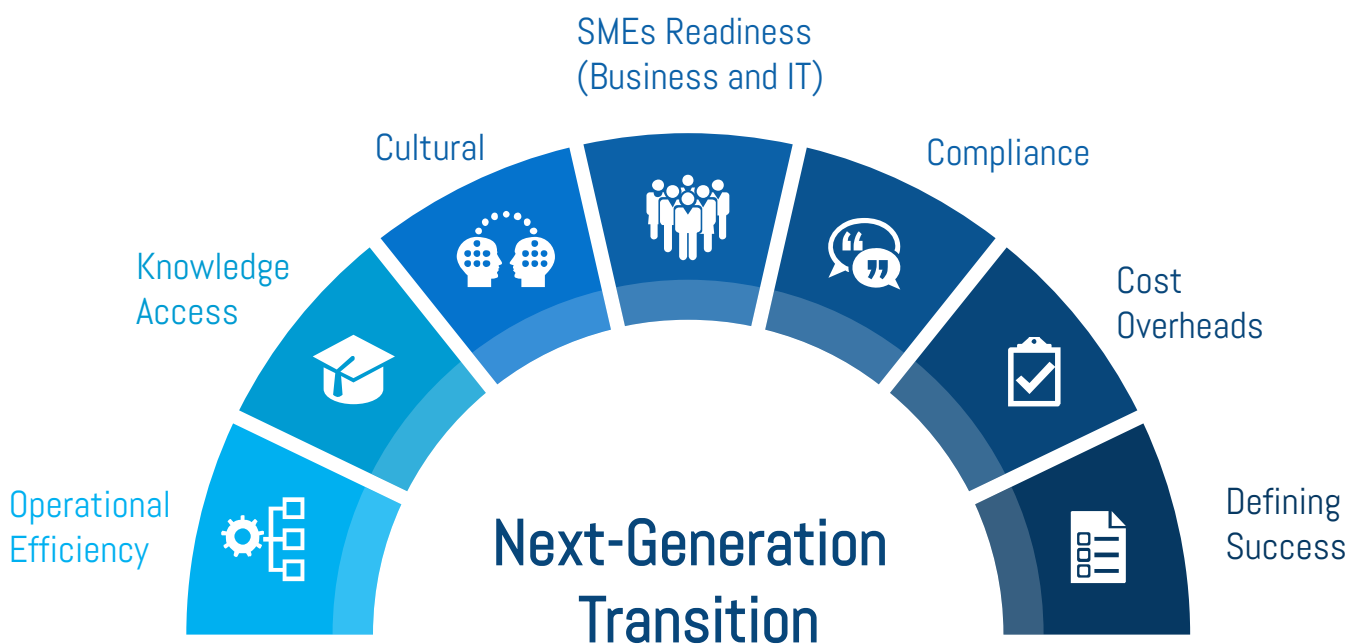 SMEs Readiness
(Business and IT)
Cultural
Compliance
Knowledge
Access
Cost
Overheads
Operational
Efficiency
Defining
Success
Next-Generation
Transition